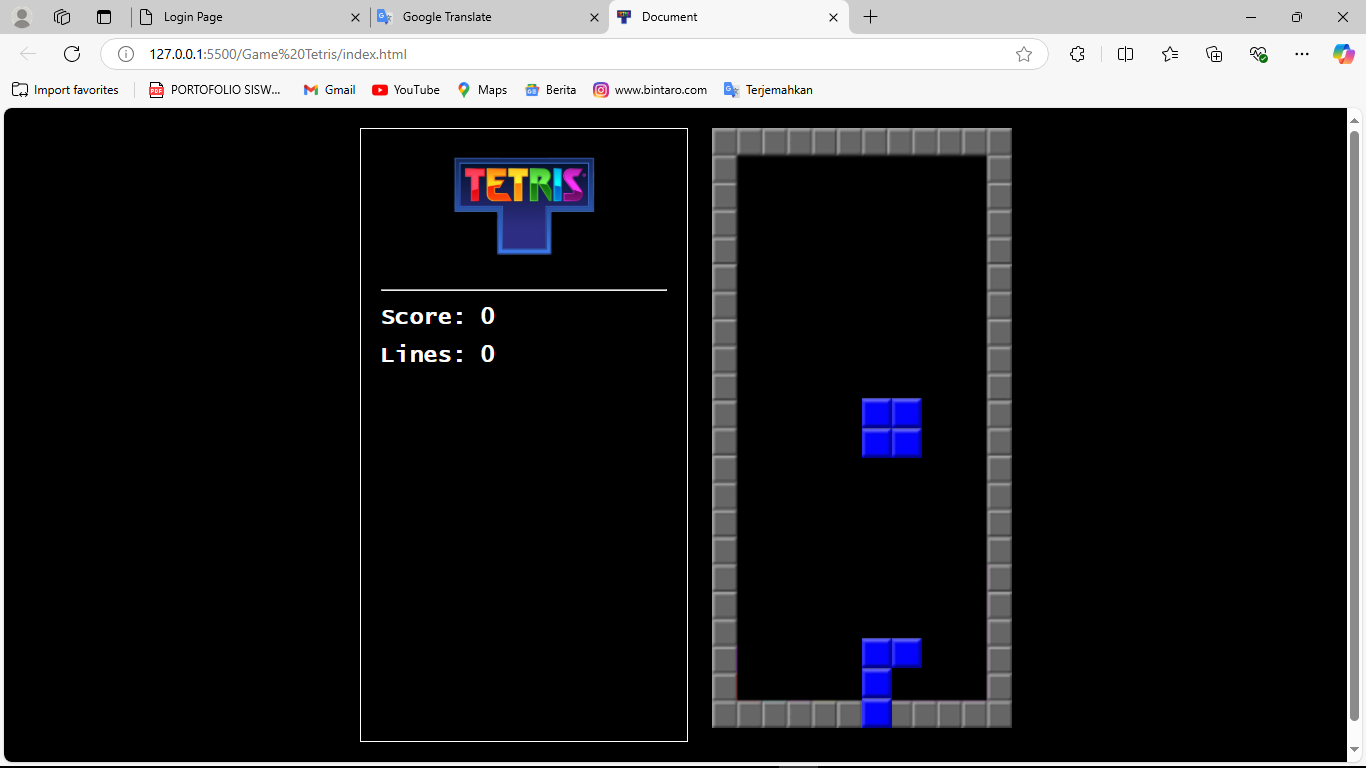 Login Page
Google Translate
Document
127.0.0.1:5500/Game%20Tetris/index.html
Import favorites
PORTOFOLIO SISW...
Gmail
YouTube
Maps
Berita
www.bintaro.com
Terjemahkan
TETRIS
Score: 0
Lines: 0